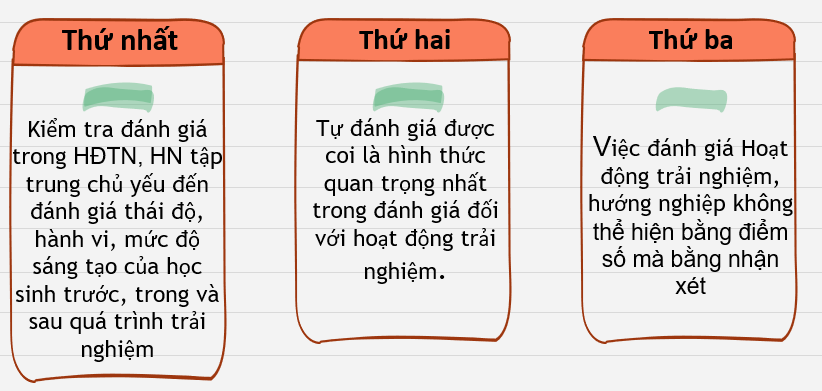 Thứ nhất
Kiểm tra đánh giá
trong HĐTN, HN tập
trung chủ yếu đến
đánh giá thái độ,
hành vi, mức độ
sáng tạo của học
sinh trước, trong và
sau quá trình trải
nghiệm
Thứ hai
Tự đánh giá được
coi là hình thức
quan trọng nhất
trong đánh giá đối
với hoạt động trải
nghiệm.
Thứ ba
Việc đánh giá Hoạt
động trải nghiệm,
hướng nghiệp không
thể hiện bằng điểm
số mà bằng nhận
xét